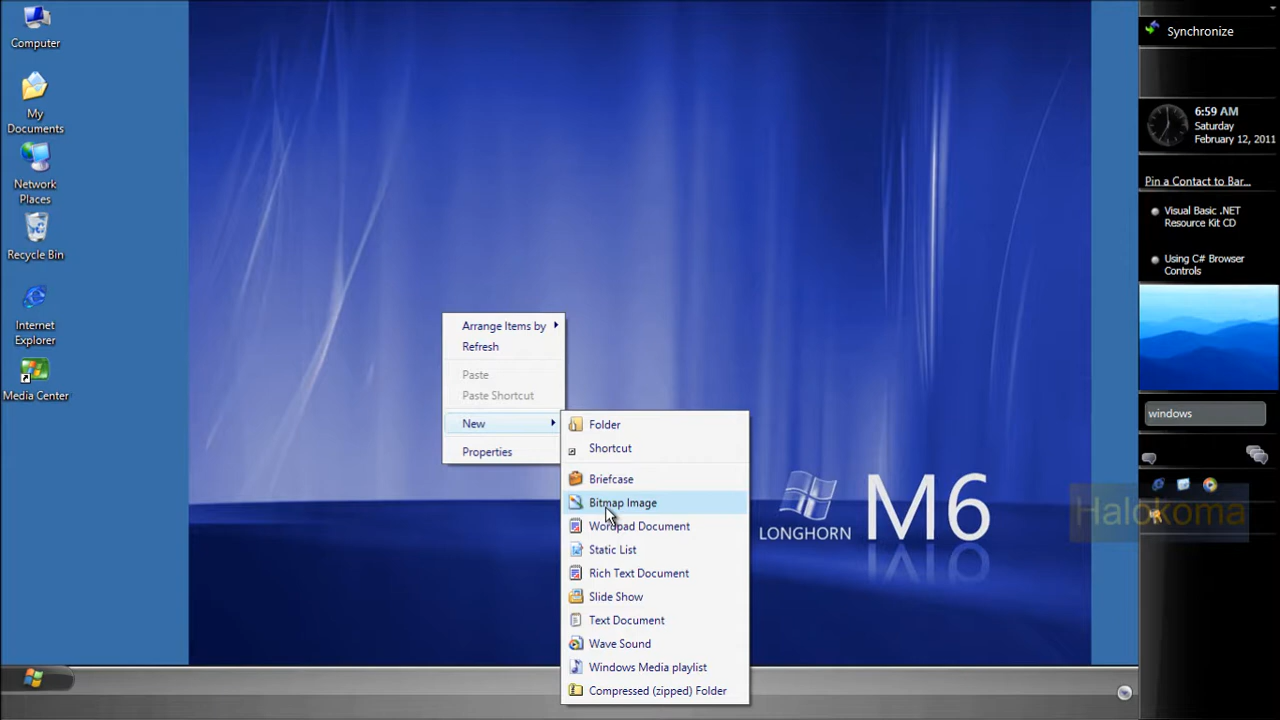 Computer
My
Documents
Network
Places
Recycle Bin
Internet
Explorer
Media Center
Arrange Items by
Refresh
Paste
Paste Shortcut
New
Properties
Folder
Shortcut
Briefcase
Bitmap Image
Wordpad Document
Static List
Rich Text Document
Slide Show
Text Document
Wave Sound
Windows Media playlist
Compressed (zipped) Folder
LONGHORN M6
Synchronize
6:59 AM
Saturday
February 12, 2011
Pin a Contact to Bar...
Visual Basic .NET
Resource Kit CD
Using C# Browser
Controls
windows
Halokoma